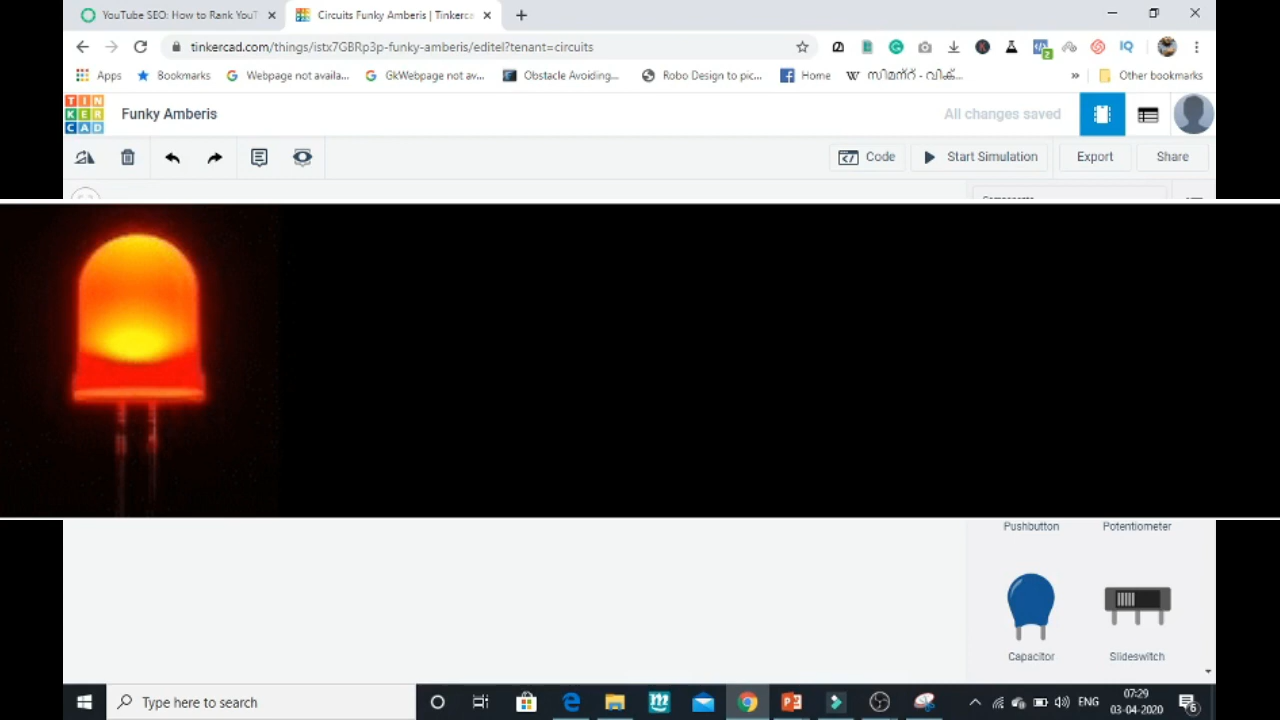 YouTube SEO: How to Rank YouT
Circuits Funky Amberis | Tinkerca
tinkercad.com/things/istx7GBRp3p-funky-amberis/editel?tenant=circuits
Apps
Bookmarks
Webpage not availa...
GkWebpage not av...
Obstacle Avoiding...
Robo Design to pic...
Home
സിമന്റ് - വിക്...
»
Other bookmarks
TIN
KER
CAD
Funky Amberis
All changes saved
Code
Start Simulation
Export
Share
Pushbutton
Potentiometer
Capacitor
Slideswitch
Type here to search
ENG
07:29
03-04-2020